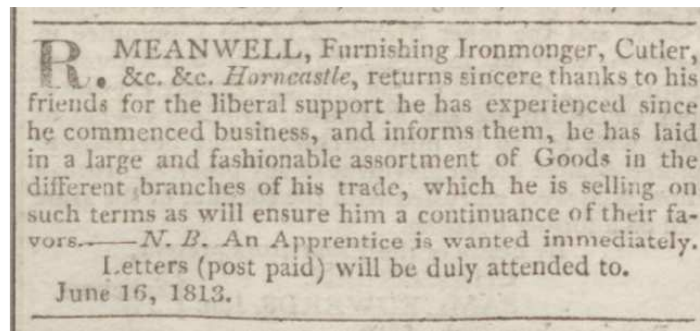 R. MEANWELL, Furnishing Ironmonger, Cutler,
&c. &c. Horncastle, returns sincere thanks to his
friends for the liberal support he has experienced since
he commenced business, and informs them, he has laid
in a large and fashionable assortment of Goods in the
different branches of his trade, which he is selling on
such terms as will ensure him a continuance of their fa-
vors.——N. B. An Apprentice is wanted immediately.
Letters (post paid) will be duly attended to.
June 16, 1813.